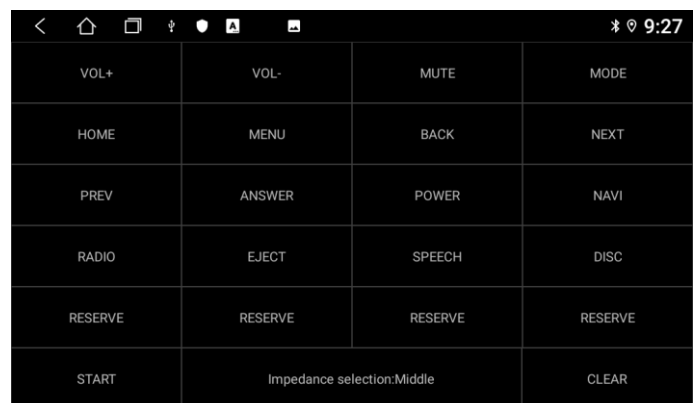 A 9:27
VOL+ VOL- MUTE MODE
HOME MENU BACK NEXT
PREV ANSWER POWER NAVI
RADIO EJECT SPEECH DISC
RESERVE RESERVE RESERVE RESERVE
START Impedance selection:Middle CLEAR